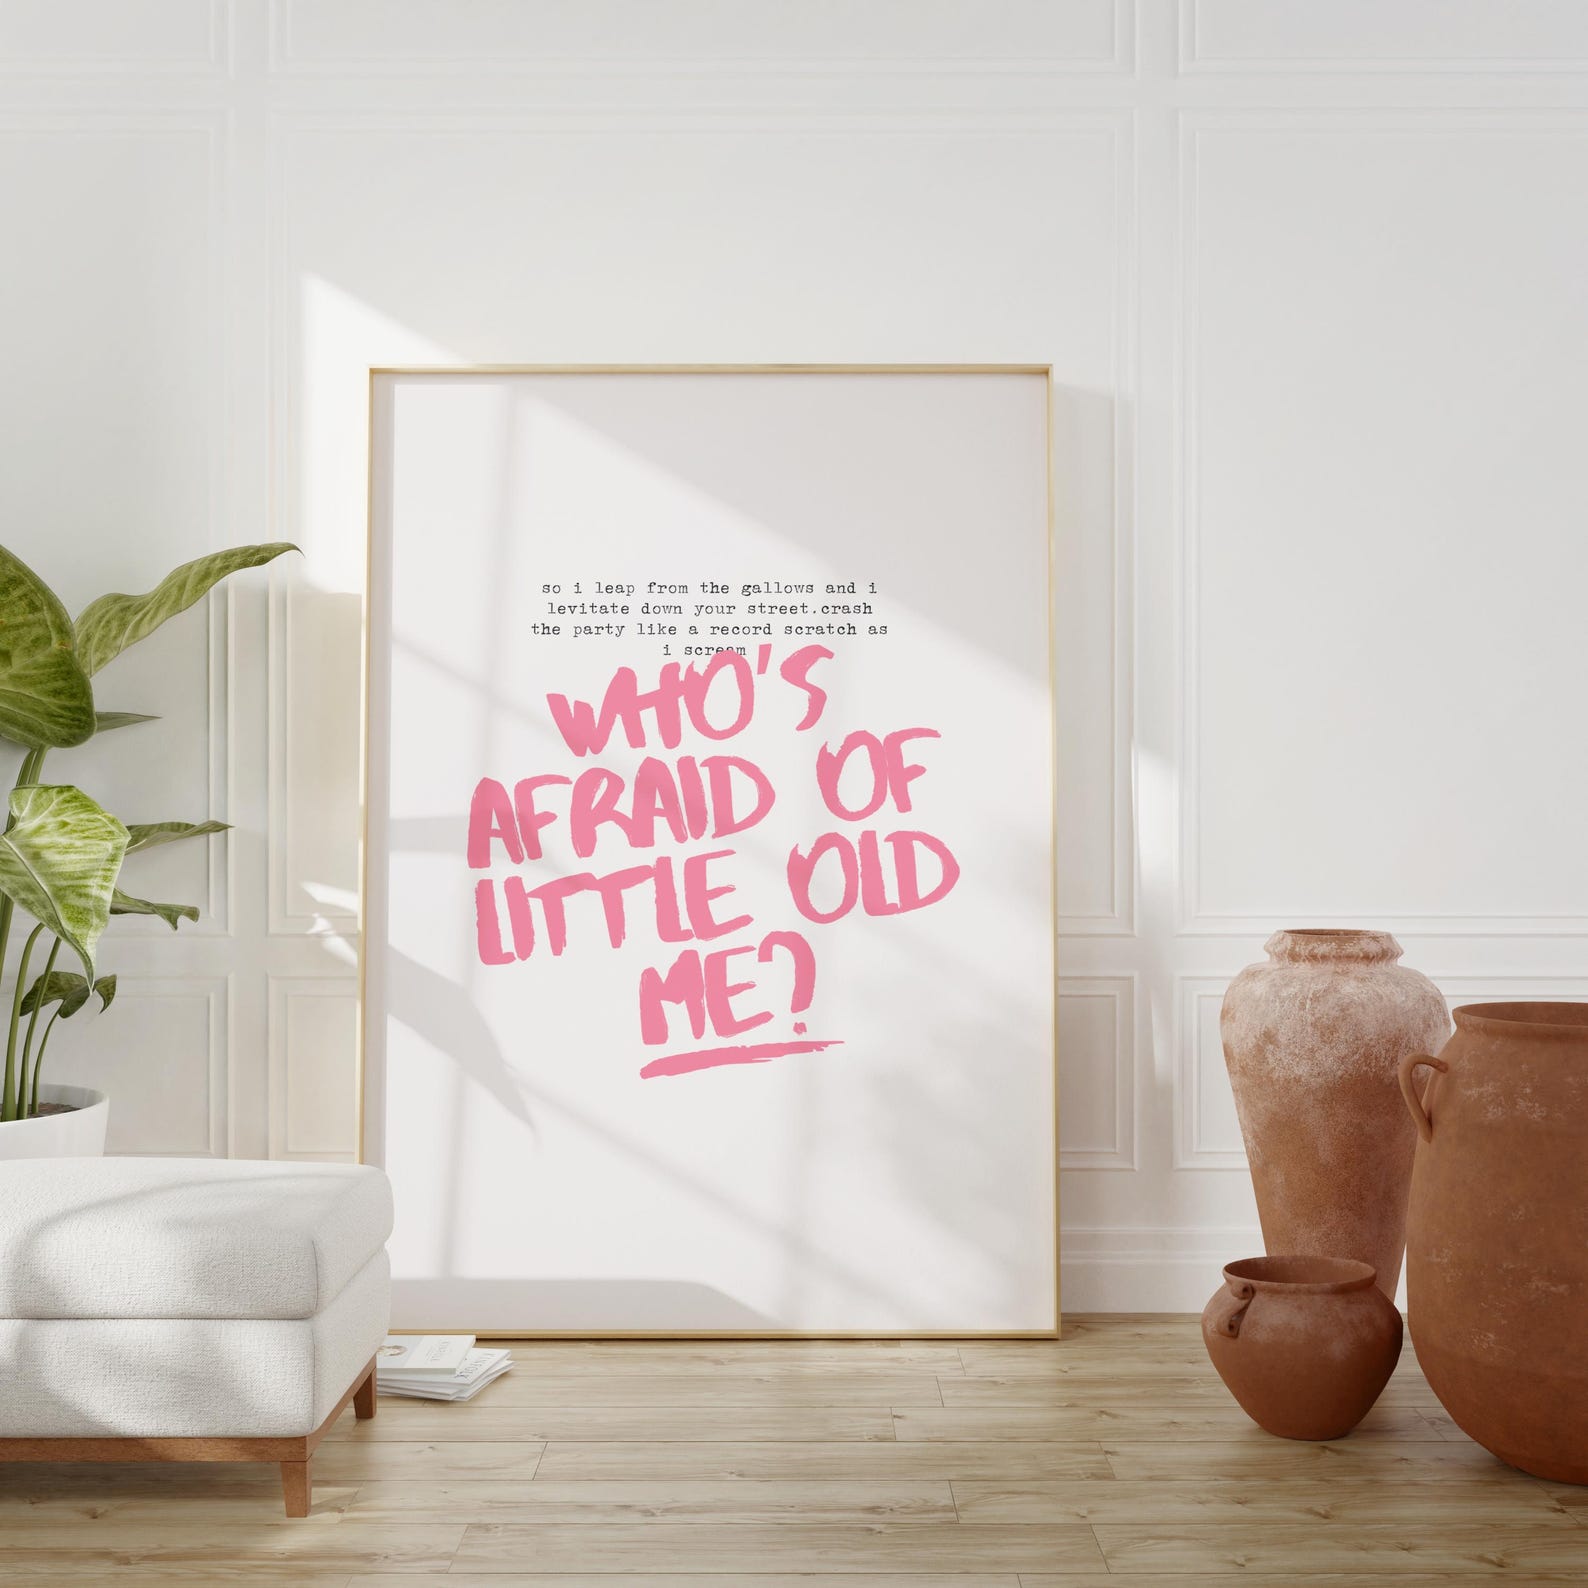 so i leap from the gallows and i
levitate down your street.crash
the party like a record scratch as
i scream
WHO'S
AFRAID OF
LITTLE OLD
ME?